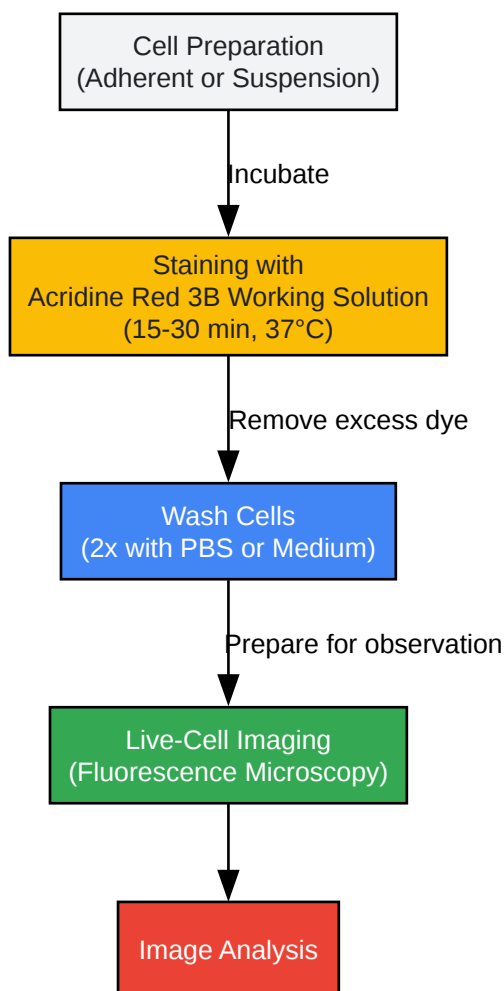 Cell Preparation
(Adherent or Suspension)
Incubate
Staining with
Acridine Red 3B Working Solution
(15-30 min, 37°C)
Remove excess dye
Wash Cells
(2x with PBS or Medium)
Prepare for observation
Live-Cell Imaging
(Fluorescence Microscopy)
Image Analysis